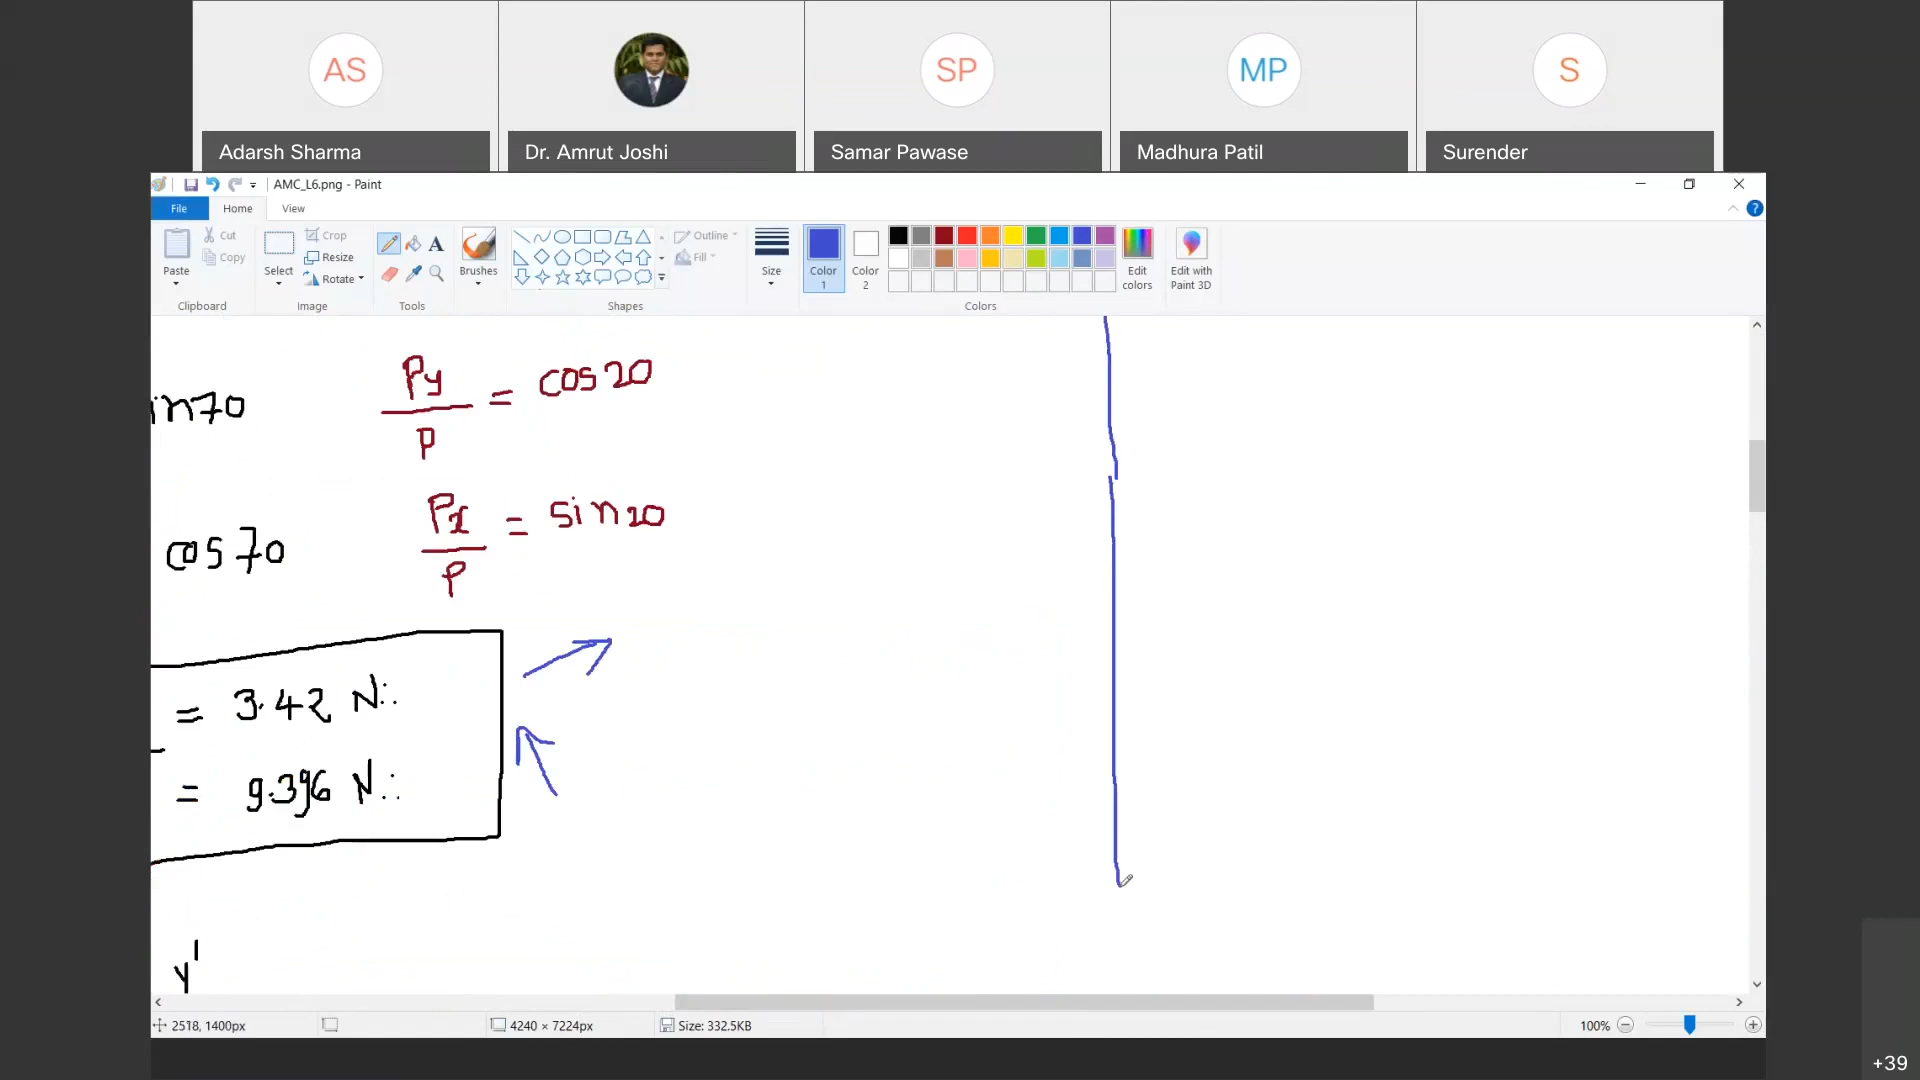 AS
SP
MP
S
Adarsh Sharma
Dr. Amrut Joshi
Samar Pawase
Madhura Patil
Surender
AMC_L6.png - Paint
File
Home
View
?
Paste
Cut
Copy
Clipboard
Select
Crop
Resize
Rotate
Image
A
Tools
Brushes
Outline
Fill
Shapes
Size
Color 1
Color 2
Edit colors
Colors
Edit with Paint 3D
in70
Py/P = cos20
cos70
Px/P = sin20
= 3.42 N∴
= 9.396 N∴
y'
2518, 1400px
4240 × 7224px
Size: 332.5KB
100%
+39